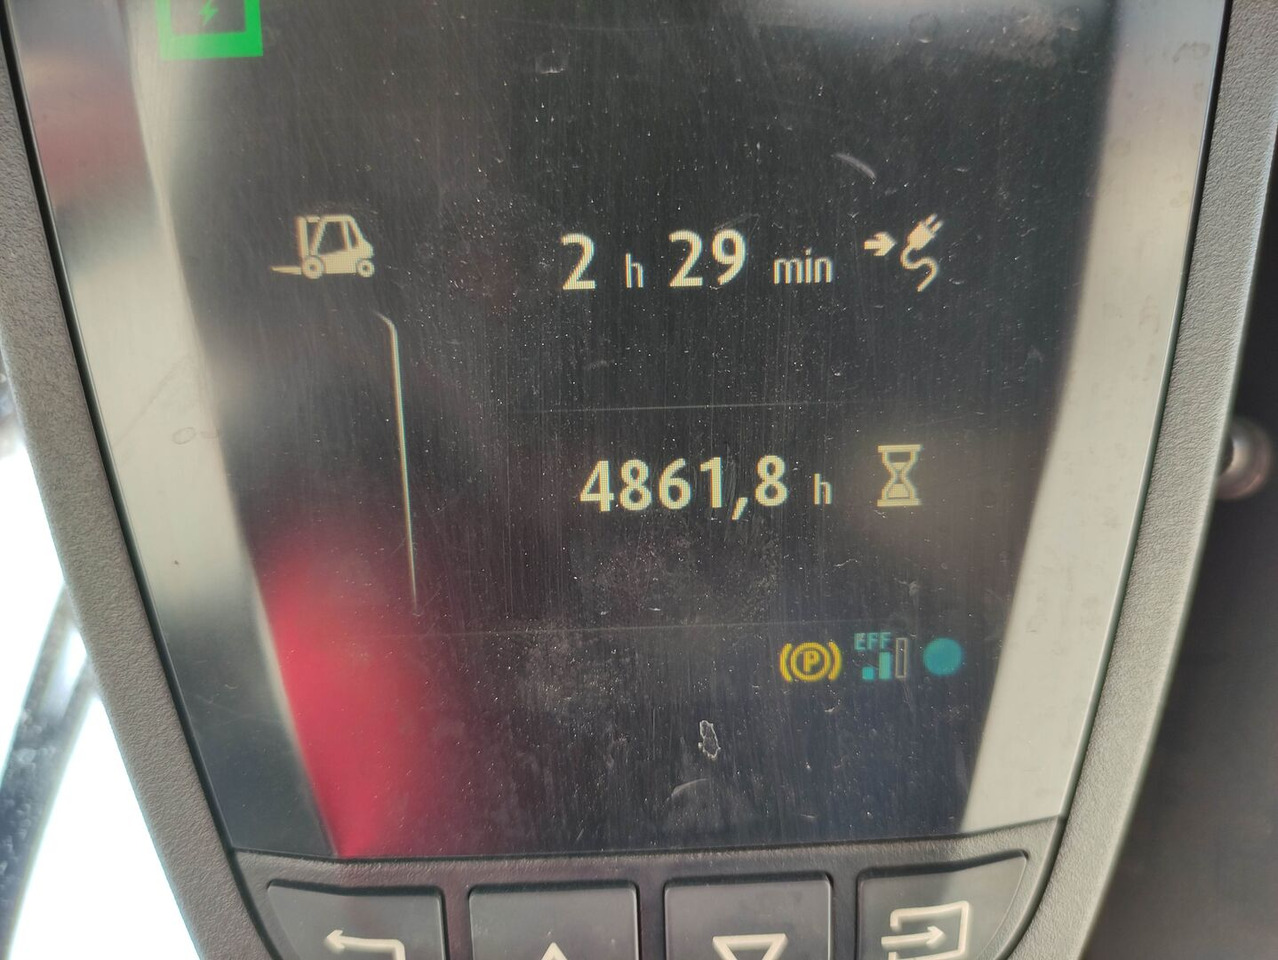 2 h 29 min
4861,8 h
EFF
(P)